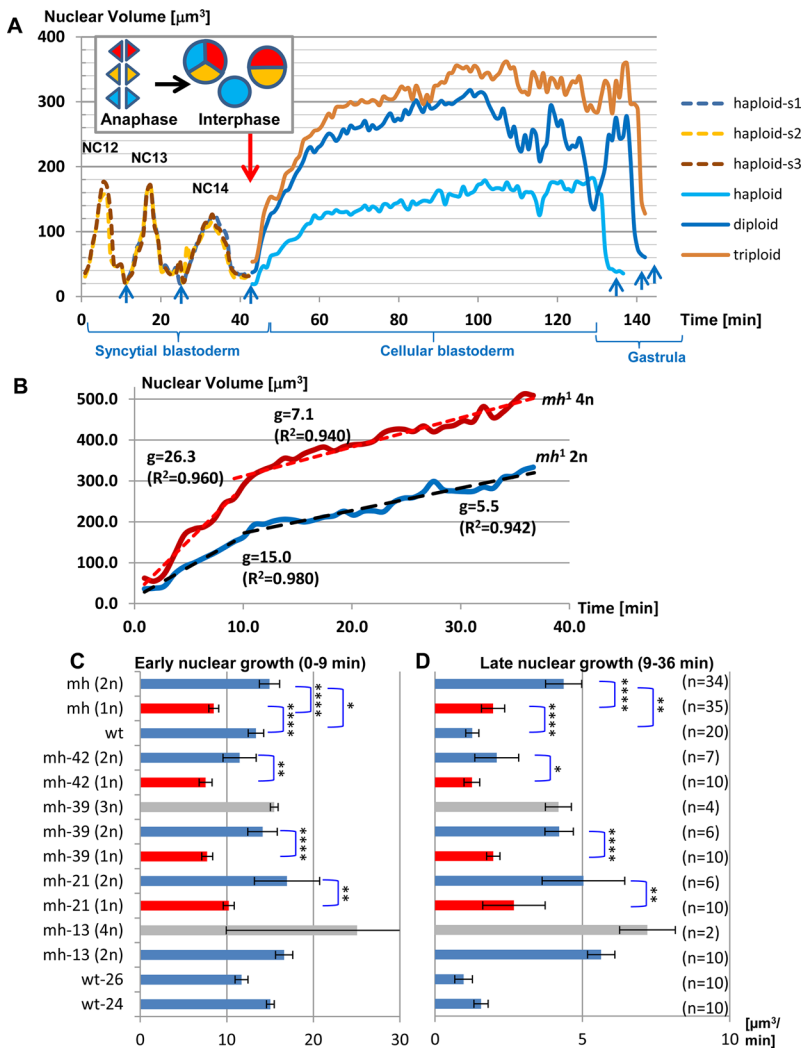 Nuclear Volume [µm³]
A
400
300
200
100
0
Anaphase
Interphase
NC12
NC13
NC14
haploid-s1
haploid-s2
haploid-s3
haploid
diploid
triploid
0 20 40 60 80 100 120 140 Time [min]
Syncytial blastoderm
Cellular blastoderm
Gastrula
B
Nuclear Volume [µm³]
500.0
400.0
300.0
200.0
100.0
0.0
mh¹ 4n
g=7.1
(R²=0.940)
g=26.3
(R²=0.960)
mh¹ 2n
g=5.5
(R²=0.942)
g=15.0
(R²=0.980)
0.0 10.0 20.0 30.0 40.0
Time [min]
C Early nuclear growth (0-9 min)
D Late nuclear growth (9-36 min)
mh (2n) (n=34)
mh (1n) (n=35)
wt (n=20)
mh-42 (2n) (n=7)
mh-42 (1n) (n=10)
mh-39 (3n) (n=4)
mh-39 (2n) (n=6)
mh-39 (1n) (n=10)
mh-21 (2n) (n=6)
mh-21 (1n) (n=10)
mh-13 (4n) (n=2)
mh-13 (2n) (n=10)
wt-26 (n=10)
wt-24 (n=10)
****
****
*
**
****
**
****
****
**
*
****
**
0 10 20 30
0 5 10
[µm³/
min]